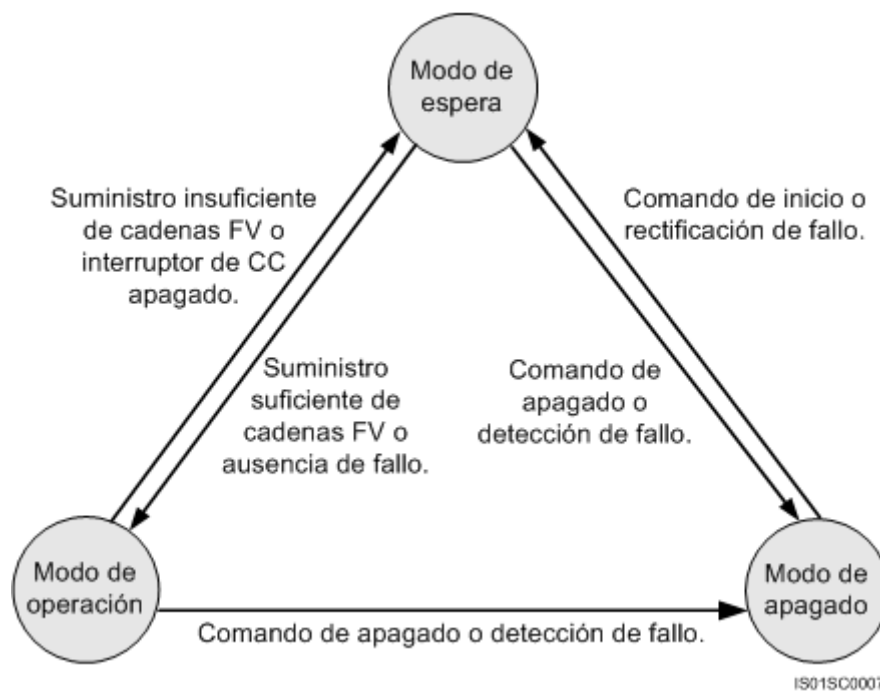 Modo de
espera
Suministro insuficiente
de cadenas FV o
interruptor de CC
apagado.
Comando de inicio o
rectificación de fallo.
Suministro
suficiente de
cadenas FV o
ausencia de fallo.
Comando de
apagado o
detección de fallo.
Modo de
operación
Modo de
apagado
Comando de apagado o detección de fallo.
IS01SC0007